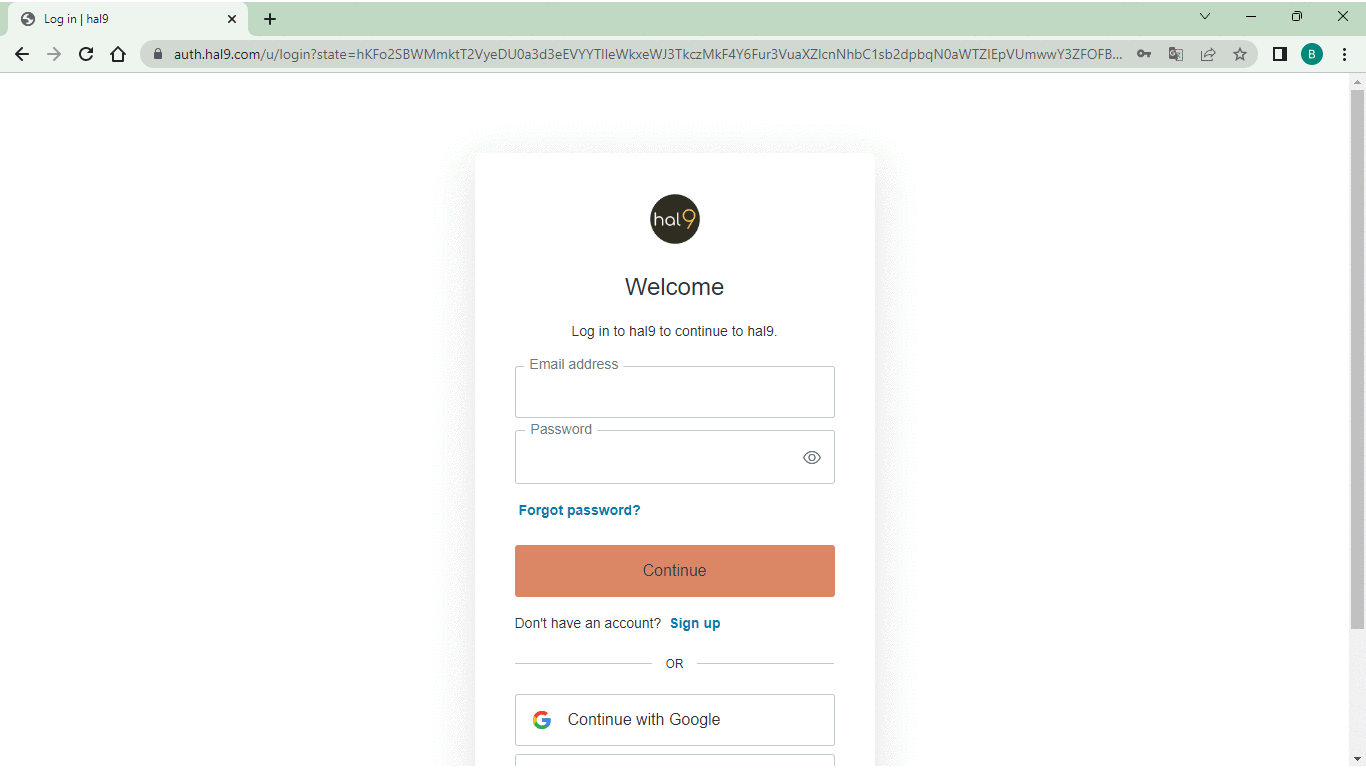 Log in | hal9
auth.hal9.com/u/login?state=hKFo2SBWMmktT2VyeDU0a3d3eEVYYTlleWkxeWJ3TkczMkF4Y6Fur3VuaXZlcnNhbC1sb2dpbqN0aWTZIEpVUmwwY3ZFOFB...
B
hal9
Welcome
Log in to hal9 to continue to hal9.
Email address
Password
Forgot password?
Continue
Don't have an account? Sign up
OR
Continue with Google